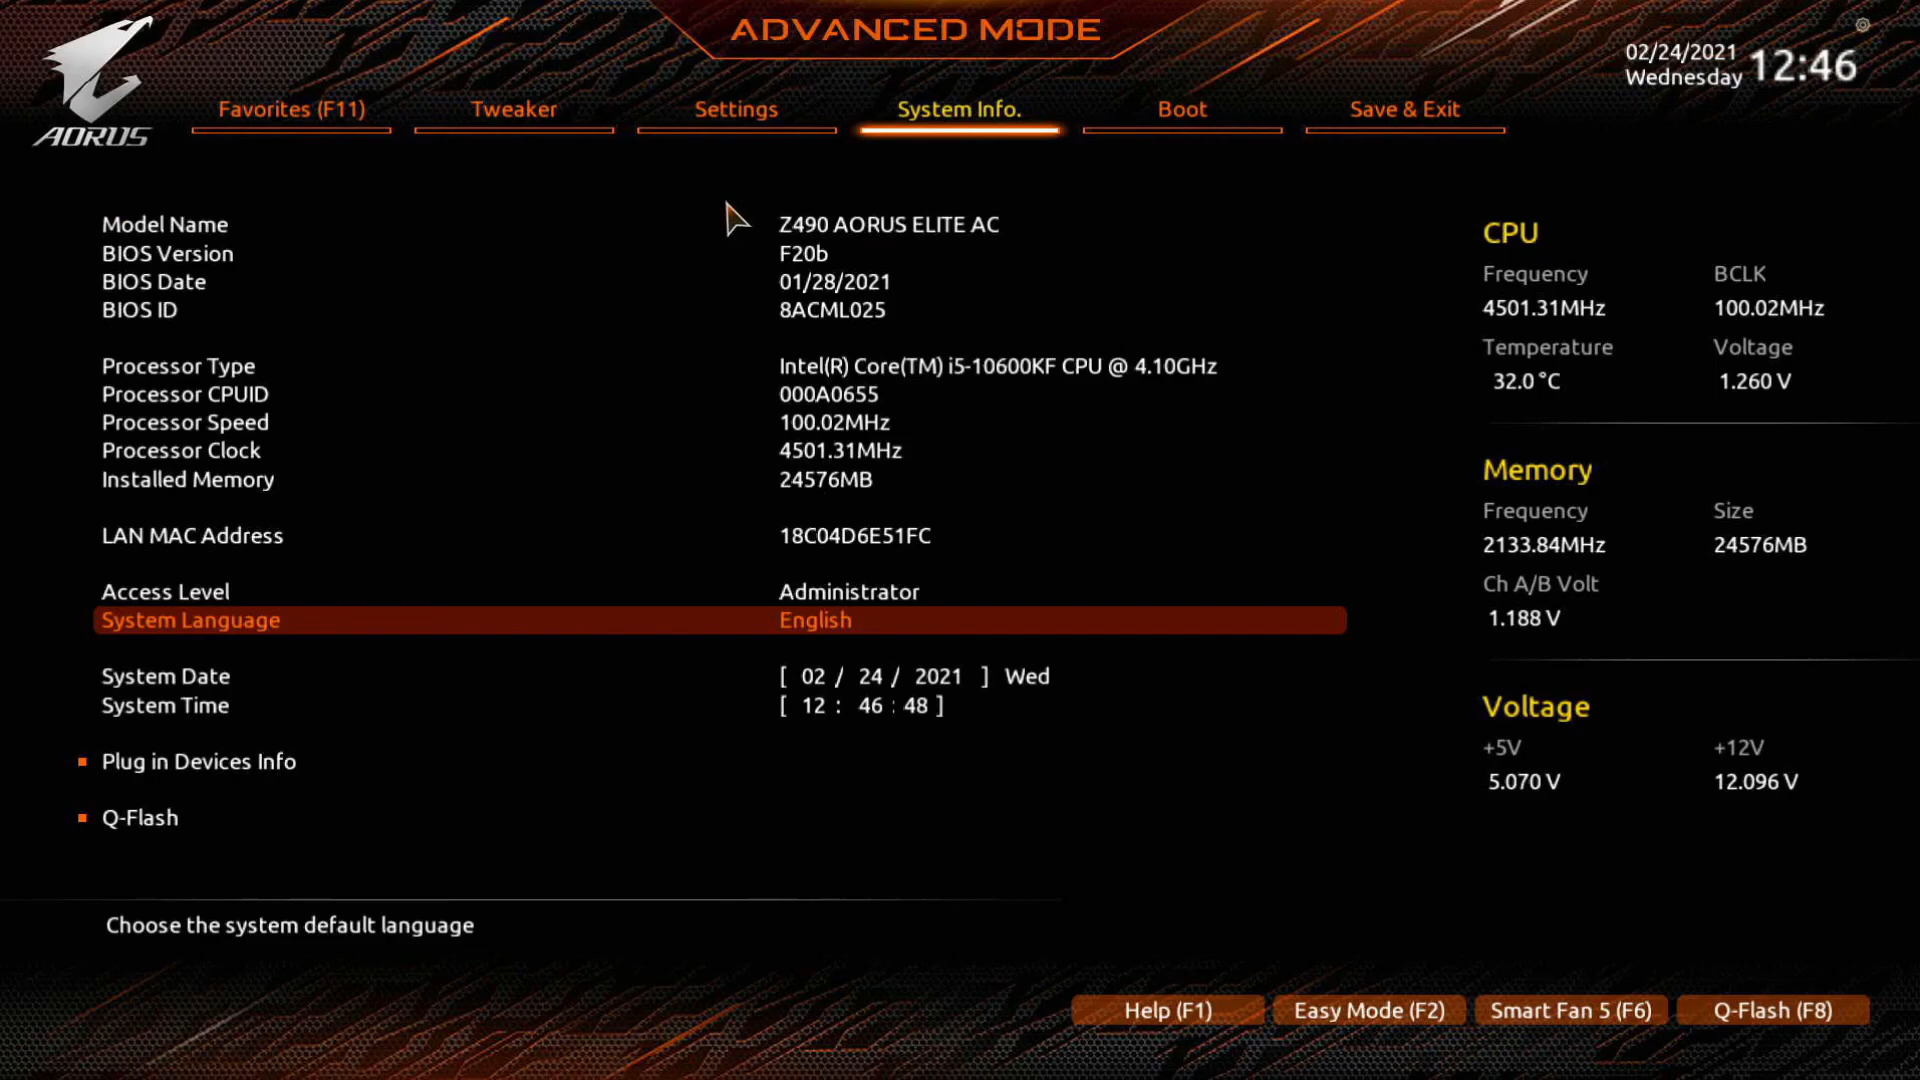 ADVANCED MODE
02/24/2021
Wednesday
12:46
AORUS
Favorites (F11) Tweaker Settings System Info. Boot Save & Exit
Model Name Z490 AORUS ELITE AC
BIOS Version F20b
BIOS Date 01/28/2021
BIOS ID 8ACML025
Processor Type Intel(R) Core(TM) i5-10600KF CPU @ 4.10GHz
Processor CPUID 000A0655
Processor Speed 100.02MHz
Processor Clock 4501.31MHz
Installed Memory 24576MB
LAN MAC Address 18C04D6E51FC
Access Level Administrator
System Language English
System Date [ 02 / 24 / 2021 ] Wed
System Time [ 12 : 46 : 48 ]
Plug in Devices Info
Q-Flash
CPU
Frequency BCLK
4501.31MHz 100.02MHz
Temperature Voltage
32.0 °C 1.260 V
Memory
Frequency Size
2133.84MHz 24576MB
Ch A/B Volt
1.188 V
Voltage
+5V +12V
5.070 V 12.096 V
Choose the system default language
Help (F1) Easy Mode (F2) Smart Fan 5 (F6) Q-Flash (F8)